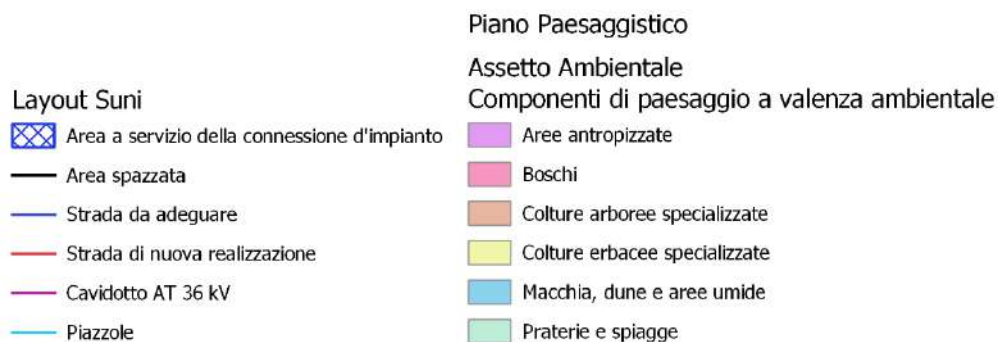 Layout Suni
Area a servizio della connessione d'impianto
Area spazzata
Strada da adeguare
Strada di nuova realizzazione
Cavidotto AT 36 kV
Piazzole
Piano Paesaggistico
Assetto Ambientale
Componenti di paesaggio a valenza ambientale
Aree antropizzate
Boschi
Colture arboree specializzate
Colture erbacee specializzate
Macchia, dune e aree umide
Praterie e spiagge